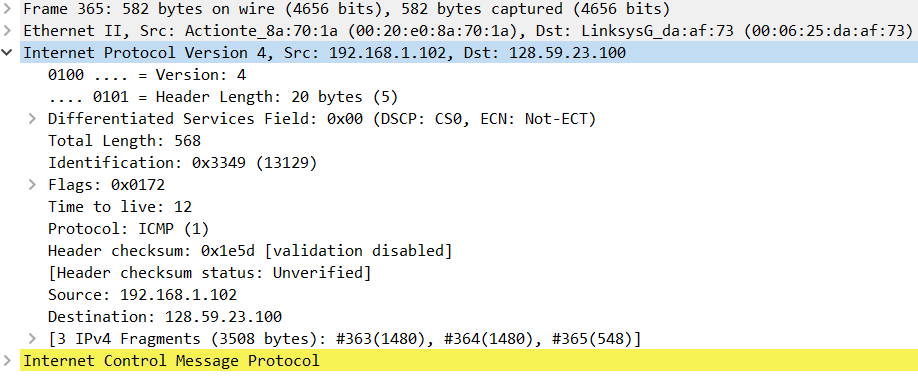 Frame 365: 582 bytes on wire (4656 bits), 582 bytes captured (4656 bits)
Ethernet II, Src: Actionte_8a:70:1a (00:20:e0:8a:70:1a), Dst: LinksysG_da:af:73 (00:06:25:da:af:73)
Internet Protocol Version 4, Src: 192.168.1.102, Dst: 128.59.23.100
0100 .... = Version: 4
.... 0101 = Header Length: 20 bytes (5)
Differentiated Services Field: 0x00 (DSCP: CS0, ECN: Not-ECT)
Total Length: 568
Identification: 0x3349 (13129)
Flags: 0x0172
Time to live: 12
Protocol: ICMP (1)
Header checksum: 0x1e5d [validation disabled]
[Header checksum status: Unverified]
Source: 192.168.1.102
Destination: 128.59.23.100
[3 IPv4 Fragments (3508 bytes): #363(1480), #364(1480), #365(548)]
Internet Control Message Protocol